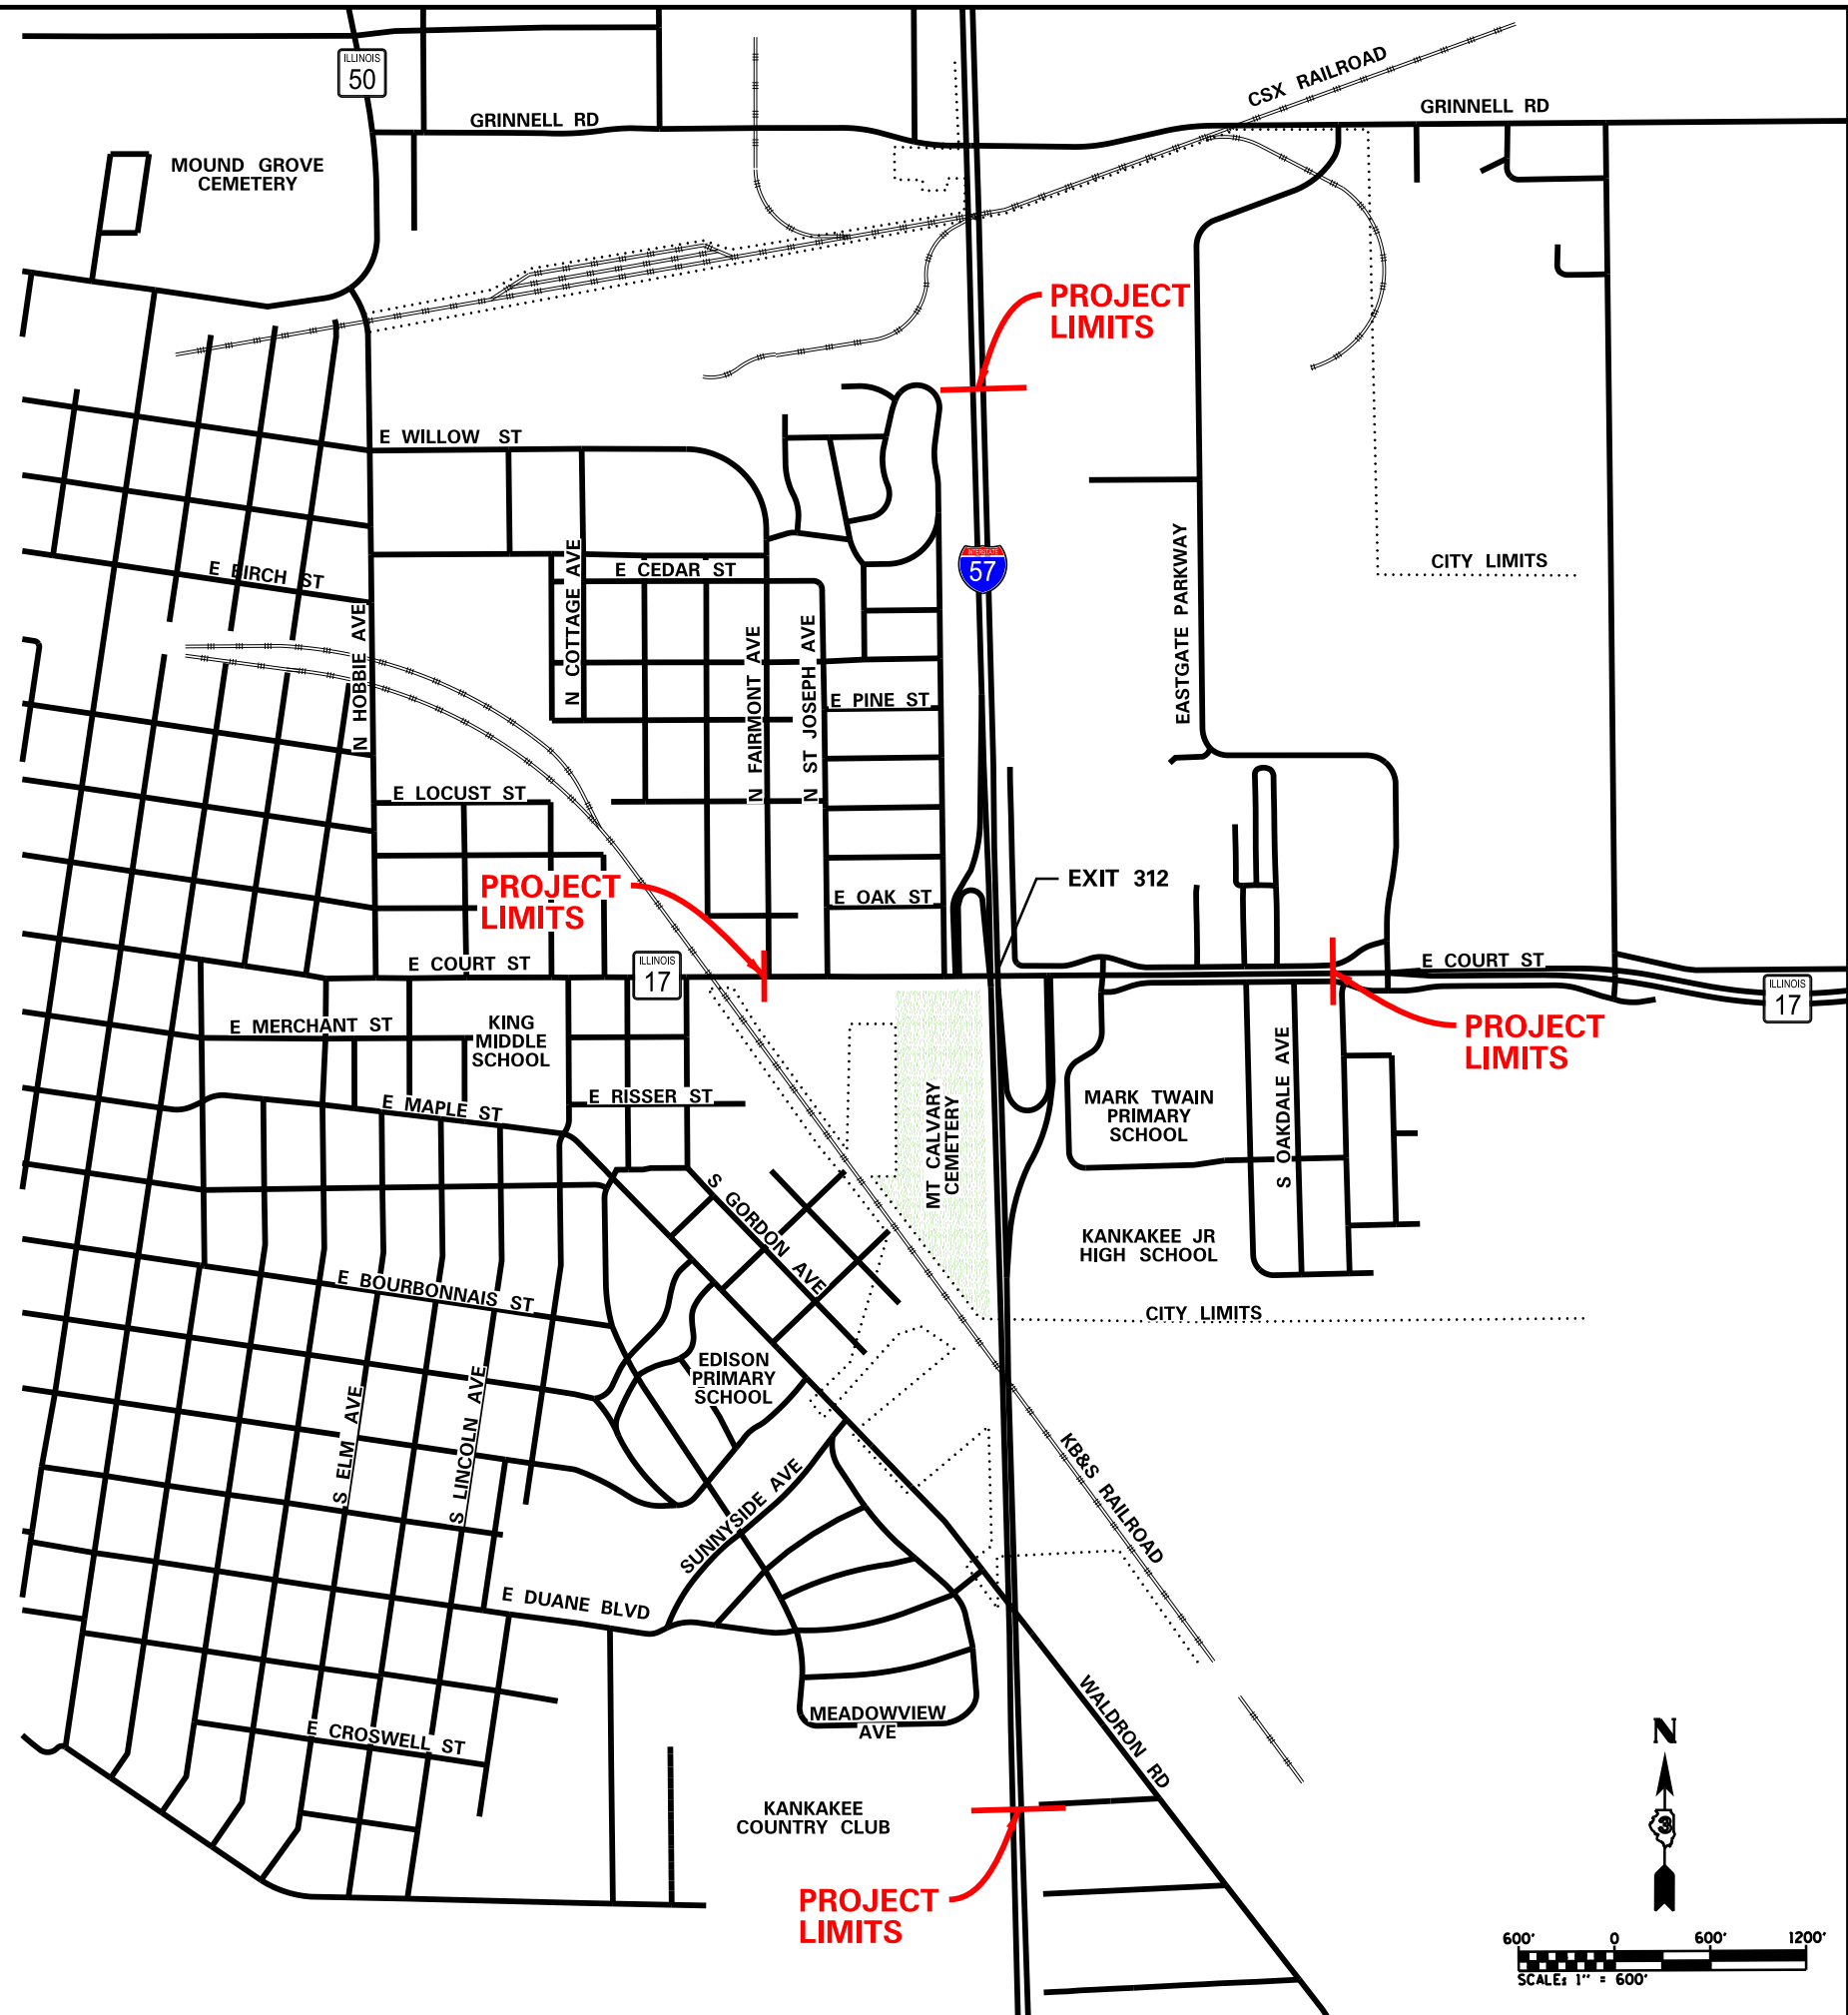 ILLINOIS
50
CSX RAILROAD
GRINNELL RD
GRINNELL RD
MOUND GROVE
CEMETERY
PROJECT
LIMITS
E WILLOW ST
INTERSTATE
57
CITY LIMITS
E BIRCH ST
E CEDAR ST
N COTTAGE AVE
N HOBBIE AVE
N FAIRMONT AVE
N ST JOSEPH AVE
EASTGATE PARKWAY
E PINE ST
E LOCUST ST
PROJECT
LIMITS
E OAK ST
EXIT 312
E COURT ST
ILLINOIS
17
E COURT ST
ILLINOIS
17
E MERCHANT ST
KING
MIDDLE
SCHOOL
PROJECT
LIMITS
E MAPLE ST
E RISSER ST
MT CALVARY
CEMETERY
MARK TWAIN
PRIMARY
SCHOOL
S OAKDALE AVE
S GORDON AVE
KANKAKEE JR
HIGH SCHOOL
E BOURBONNAIS ST
CITY LIMITS
EDISON
PRIMARY
SCHOOL
S ELM AVE
S LINCOLN AVE
SUNNYSIDE AVE
KB&S RAILROAD
E DUANE BLVD
MEADOWVIEW
AVE
WALDRON RD
E CROSWELL ST
KANKAKEE
COUNTRY CLUB
PROJECT
LIMITS
N
3
600' 0 600' 1200'
SCALE: 1" = 600'